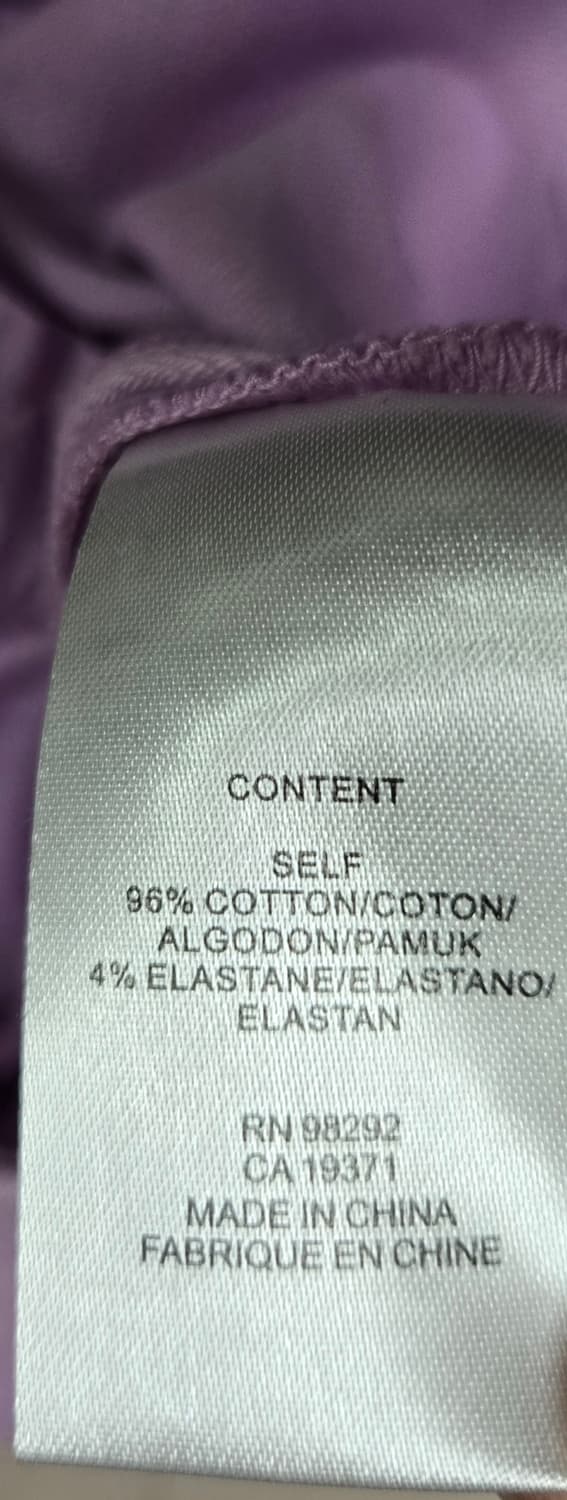 CONTENT
SELF
96% COTTON/COTON/
ALGODON/PAMUK
4% ELASTANE/ELASTANO/
ELASTAN
RN 98292
CA 19371
MADE IN CHINA
FABRIQUE EN CHINE